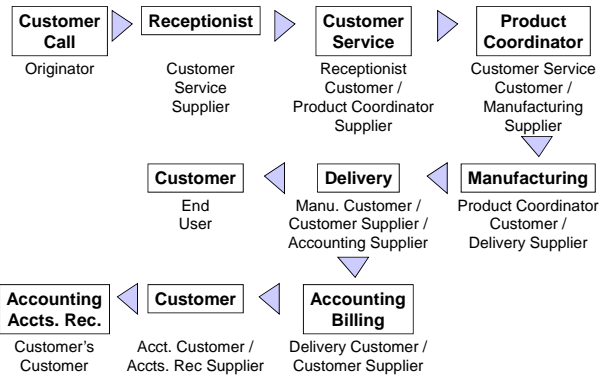 Customer
Call
Originator
Receptionist
Customer
Service
Supplier
Customer
Service
Receptionist
Customer /
Product Coordinator
Supplier
Product
Coordinator
Customer Service
Customer /
Manufacturing
Supplier
Manufacturing
Product Coordinator
Customer /
Delivery Supplier
Delivery
Manu. Customer /
Customer Supplier /
Accounting Supplier
Customer
End
User
Accounting
Billing
Delivery Customer /
Customer Supplier
Customer
Acct. Customer /
Accts. Rec Supplier
Accounting
Accts. Rec.
Customer's
Customer